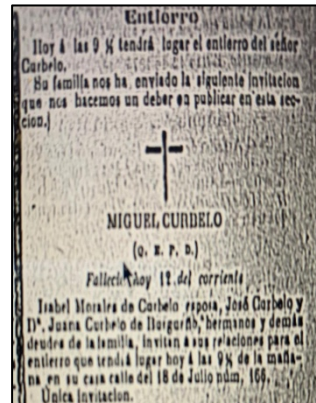 Entierro
Hoy á las 9 ½ tendrá lugar el entierro del señor
Curbelo.
Su familia nos ha enviado la siguiente invitacion
que nos hacemos un deber en publicar en esta sec-
cion.)
MIGUEL CURBELO
(Q. E. P. D.)
Falleció hoy 12 del corriente
Isabel Morales de Curbelo esposa, José Curbelo y
Dª. Juana Curbelo de hermanos y demás
deudos de la familia, invitan á sus relaciones para el
entierro que tendrá lugar hoy á las 9 ½ de la maña-
na en su casa calle del 18 de Julio núm. 166.
Unica invitacion.